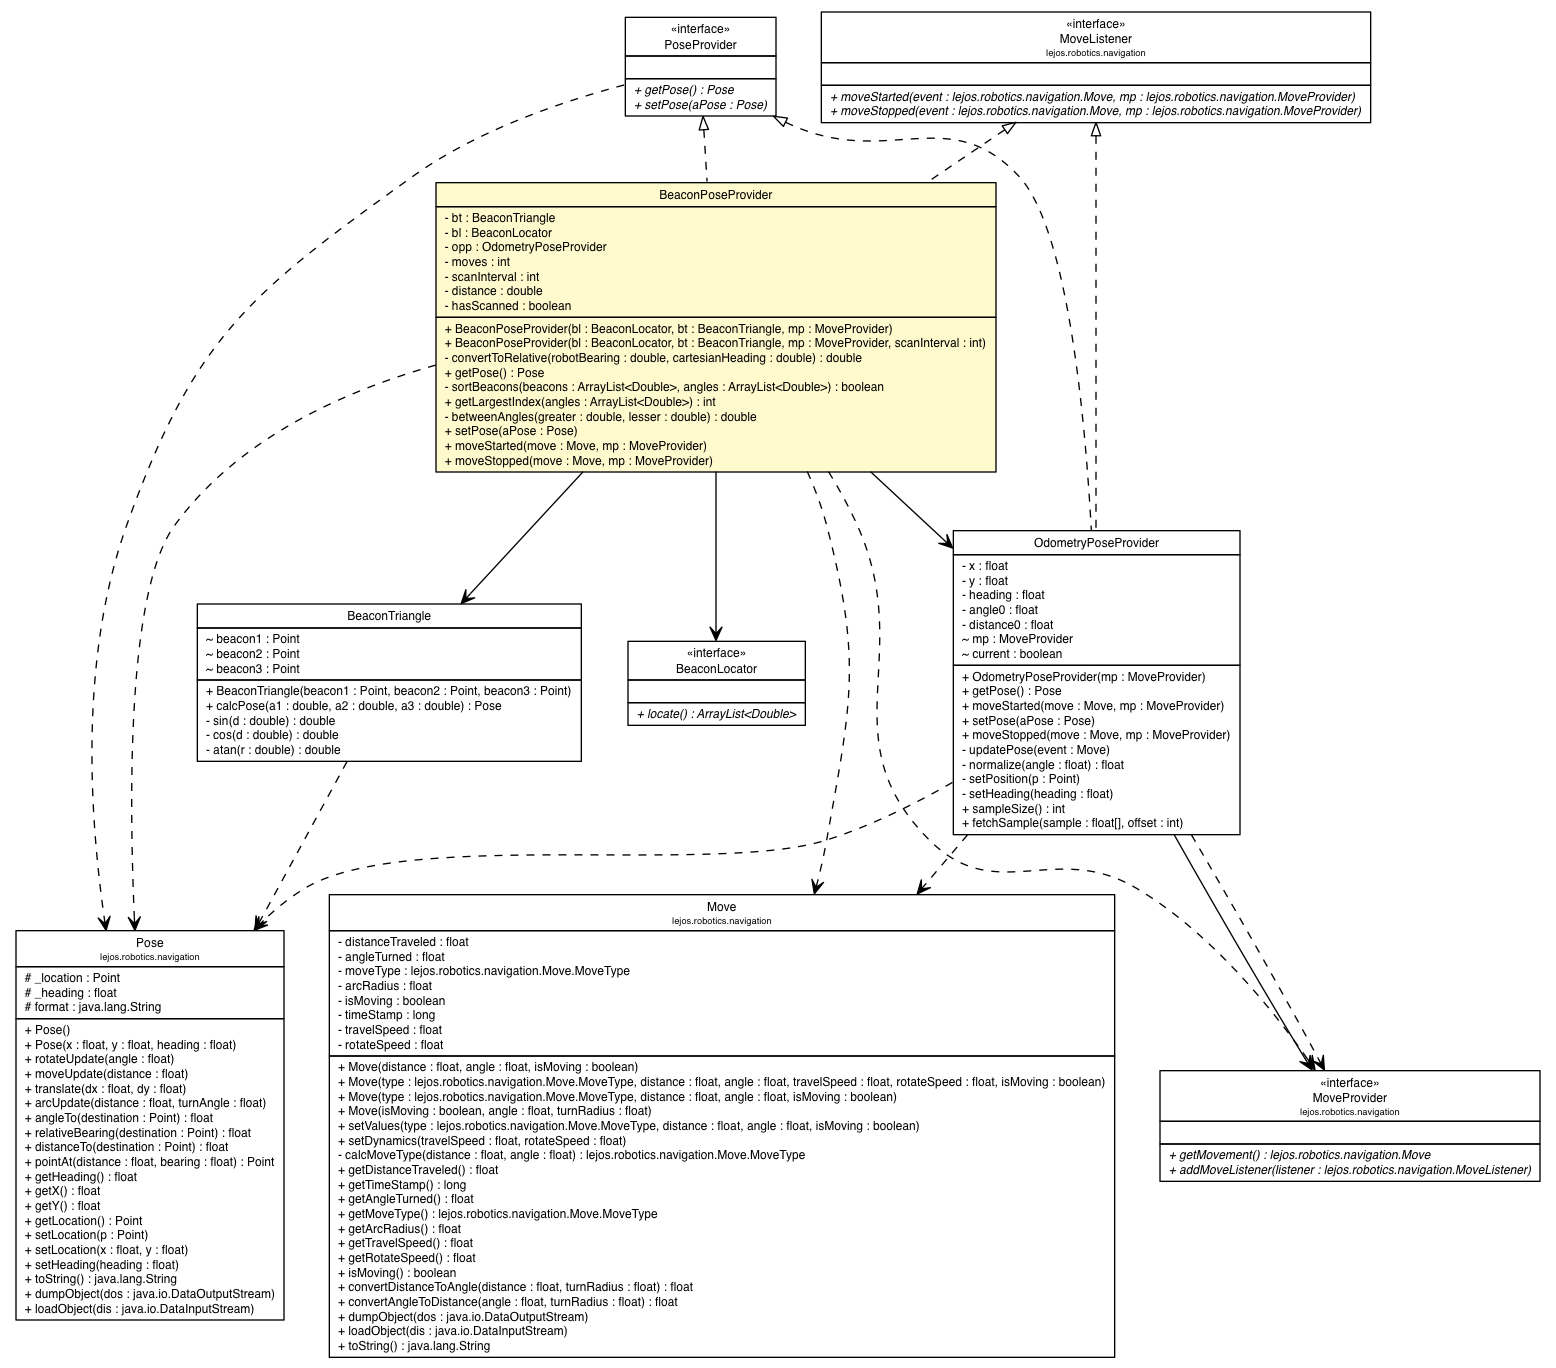 «interface»
PoseProvider
+ getPose() : Pose
+ setPose(aPose : Pose)
«interface»
MoveListener
lejos.robotics.navigation
+ moveStarted(event : lejos.robotics.navigation.Move, mp : lejos.robotics.navigation.MoveProvider)
+ moveStopped(event : lejos.robotics.navigation.Move, mp : lejos.robotics.navigation.MoveProvider)
BeaconPoseProvider
- bt : BeaconTriangle
- bl : BeaconLocator
- opp : OdometryPoseProvider
- moves : int
- scanInterval : int
- distance : double
- hasScanned : boolean
+ BeaconPoseProvider(bl : BeaconLocator, bt : BeaconTriangle, mp : MoveProvider)
+ BeaconPoseProvider(bl : BeaconLocator, bt : BeaconTriangle, mp : MoveProvider, scanInterval : int)
- convertToRelative(robotBearing : double, cartesianHeading : double) : double
+ getPose() : Pose
- sortBeacons(beacons : ArrayList<Double>, angles : ArrayList<Double>) : boolean
+ getLargestIndex(angles : ArrayList<Double>) : int
- betweenAngles(greater : double, lesser : double) : double
+ setPose(aPose : Pose)
+ moveStarted(move : Move, mp : MoveProvider)
+ moveStopped(move : Move, mp : MoveProvider)
OdometryPoseProvider
- x : float
- y : float
- heading : float
- angle0 : float
- distance0 : float
~ mp : MoveProvider
~ current : boolean
+ OdometryPoseProvider(mp : MoveProvider)
+ getPose() : Pose
+ moveStarted(move : Move, mp : MoveProvider)
+ setPose(aPose : Pose)
+ moveStopped(move : Move, mp : MoveProvider)
- updatePose(event : Move)
- normalize(angle : float) : float
- setPosition(p : Point)
- setHeading(heading : float)
+ sampleSize() : int
+ fetchSample(sample : float[], offset : int)
BeaconTriangle
~ beacon1 : Point
~ beacon2 : Point
~ beacon3 : Point
+ BeaconTriangle(beacon1 : Point, beacon2 : Point, beacon3 : Point)
+ calcPose(a1 : double, a2 : double, a3 : double) : Pose
- sin(d : double) : double
- cos(d : double) : double
- atan(r : double) : double
«interface»
BeaconLocator
+ locate() : ArrayList<Double>
Pose
lejos.robotics.navigation
# _location : Point
# _heading : float
# format : java.lang.String
+ Pose()
+ Pose(x : float, y : float, heading : float)
+ rotateUpdate(angle : float)
+ moveUpdate(distance : float)
+ translate(dx : float, dy : float)
+ arcUpdate(distance : float, turnAngle : float)
+ angleTo(destination : Point) : float
+ relativeBearing(destination : Point) : float
+ distanceTo(destination : Point) : float
+ pointAt(distance : float, bearing : float) : Point
+ getHeading() : float
+ getX() : float
+ getY() : float
+ getLocation() : Point
+ setLocation(p : Point)
+ setLocation(x : float, y : float)
+ setHeading(heading : float)
+ toString() : java.lang.String
+ dumpObject(dos : java.io.DataOutputStream)
+ loadObject(dis : java.io.DataInputStream)
Move
lejos.robotics.navigation
- distanceTraveled : float
- angleTurned : float
- moveType : lejos.robotics.navigation.Move.MoveType
- arcRadius : float
- isMoving : boolean
- timeStamp : long
- travelSpeed : float
- rotateSpeed : float
+ Move(distance : float, angle : float, isMoving : boolean)
+ Move(type : lejos.robotics.navigation.Move.MoveType, distance : float, angle : float, travelSpeed : float, rotateSpeed : float, isMoving : boolean)
+ Move(type : lejos.robotics.navigation.Move.MoveType, distance : float, angle : float, isMoving : boolean)
+ Move(isMoving : boolean, angle : float, turnRadius : float)
+ setValues(type : lejos.robotics.navigation.Move.MoveType, distance : float, angle : float, isMoving : boolean)
+ setDynamics(travelSpeed : float, rotateSpeed : float)
- calcMoveType(distance : float, angle : float) : lejos.robotics.navigation.Move.MoveType
+ getDistanceTraveled() : float
+ getTimeStamp() : long
+ getAngleTurned() : float
+ getMoveType() : lejos.robotics.navigation.Move.MoveType
+ getArcRadius() : float
+ getTravelSpeed() : float
+ getRotateSpeed() : float
+ isMoving() : boolean
+ convertDistanceToAngle(distance : float, turnRadius : float) : float
+ convertAngleToDistance(angle : float, turnRadius : float) : float
+ dumpObject(dos : java.io.DataOutputStream)
+ loadObject(dis : java.io.DataInputStream)
+ toString() : java.lang.String
«interface»
MoveProvider
lejos.robotics.navigation
+ getMovement() : lejos.robotics.navigation.Move
+ addMoveListener(listener : lejos.robotics.navigation.MoveListener)